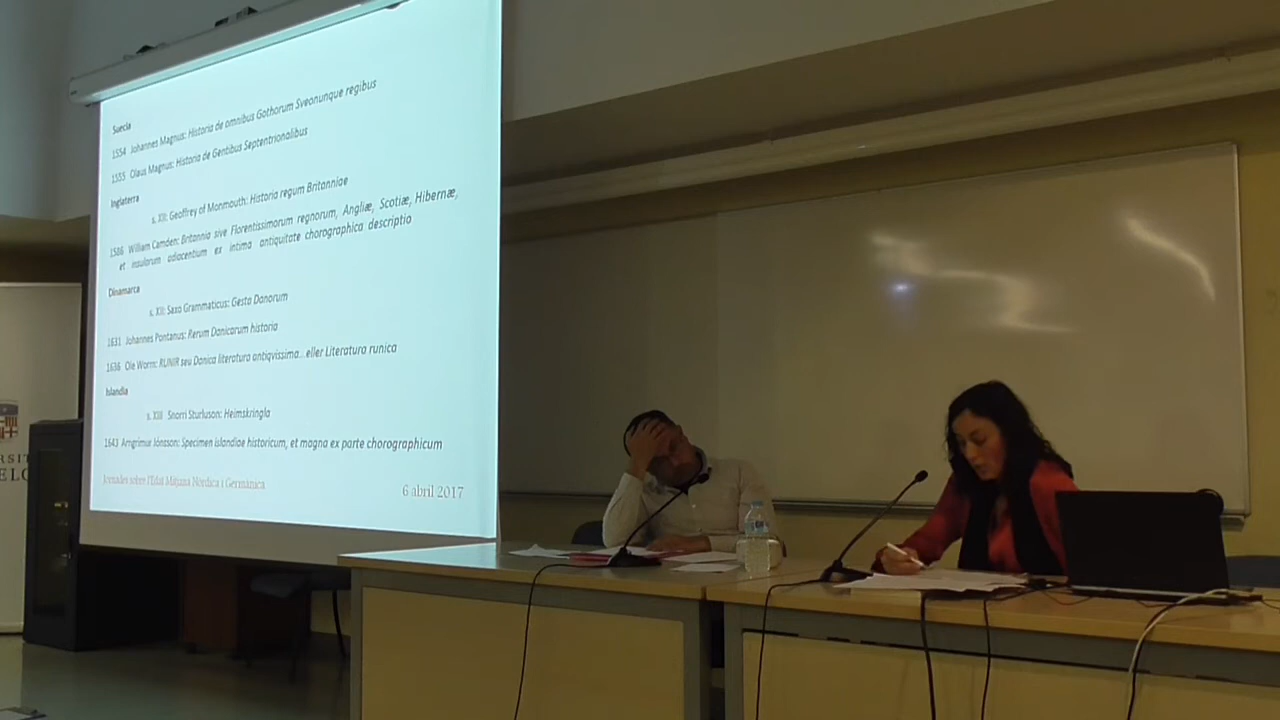 Suecia
1554 Johannes Magnus: Historia de omnibus Gothorum Sveonunque regibus
1555 Olaus Magnus: Historia de Gentibus Septentrionalibus
Inglaterra
s. XII: Geoffrey of Monmouth: Historia regum Britanniae
1586 William Camden: Britannia sive Florentissimorum regnorum, Angliæ, Scotiæ, Hibernæ,
et insularum adiacentium ex intima antiquitate chorographica descriptio
Dinamarca
s. XII: Saxo Grammaticus: Gesta Danorum
1631 Johannes Pontanus: Rerum Danicarum historia
1636 Ole Worm: RUNIR seu Danica literatura antiqvissima...eller Literatura runica
Islandia
s. XIII Snorri Sturluson: Heimskringla
1643 Arngrimur Jónsson: Specimen Islandiae historicum, et magna ex parte chorographicum
Jornades sobre l'Edat Mitjana Nòrdica i Germànica
6 abril 2017